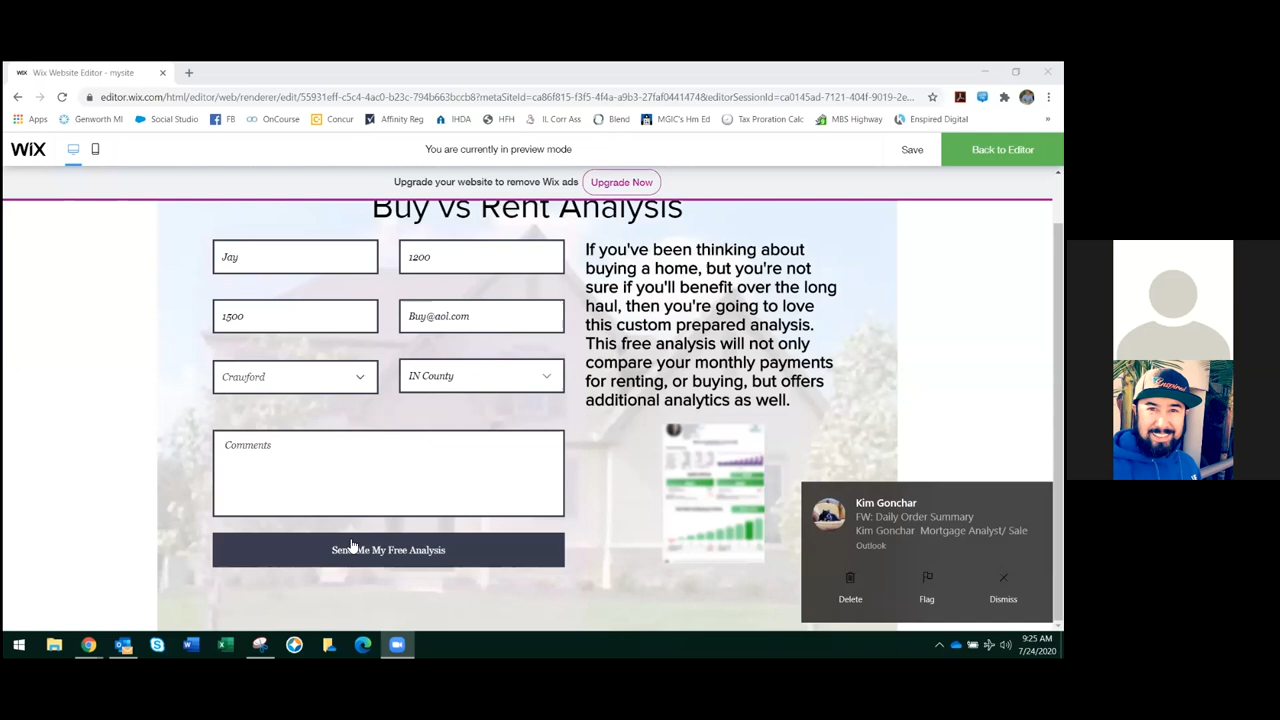 WiX Wix Website Editor - mysite
editor.wix.com/html/editor/web/renderer/edit/55931eff-c5c4-4ac0-b23c-794b663bccb8?metaSiteId=ca86f815-f3f5-4f4a-a9b3-27faf0441474&editorSessionId=ca0145ad-7121-404f-9019-2e...
Apps Genworth MI Social Studio FB OnCourse Concur Affinity Reg IHDA HFH IL Corr Ass Blend MGIC's Hm Ed Tax Proration Calc MBS Highway Enspired Digital »
WiX You are currently in preview mode Save Back to Editor
Upgrade your website to remove Wix ads Upgrade Now
Buy vs Rent Analysis
Jay 1200
1500 Buy@aol.com
Crawford IN County
Comments
Send Me My Free Analysis
If you've been thinking about
buying a home, but you're not
sure if you'll benefit over the long
haul, then you're going to love
this custom prepared analysis.
This free analysis will not only
compare your monthly payments
for renting, or buying, but offers
additional analytics as well.
Kim Gonchar
FW: Daily Order Summary
Kim Gonchar Mortgage Analyst/ Sale
Outlook
Delete Flag Dismiss
9:25 AM
7/24/2020